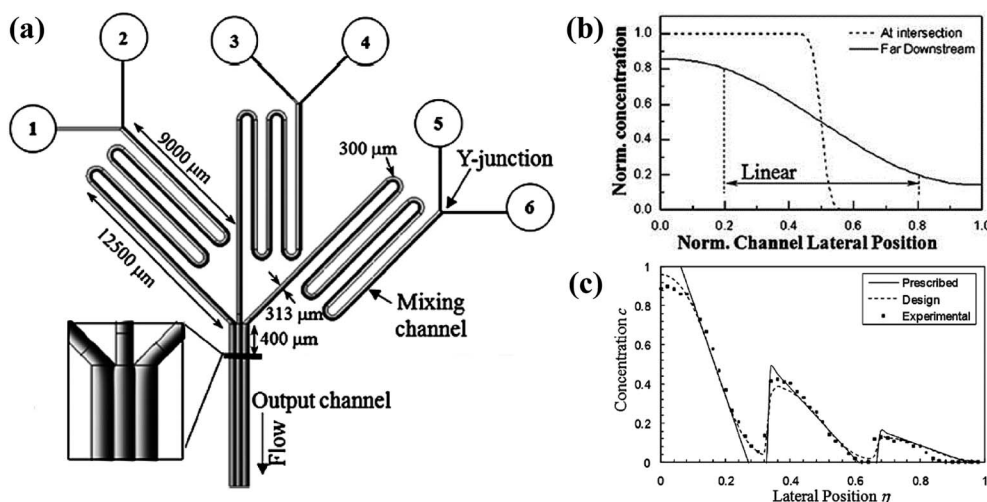 (a)
1
2
3
4
5
6
9000 µm
12500 µm
300 µm
Y-junction
313 µm
Mixing channel
400 µm
Output channel
Flow
(b)
Norm. concentration
1.0
0.8
0.6
0.4
0.2
0.0
At intersection
Far Downstream
Linear
0.0 0.2 0.4 0.6 0.8 1.0
Norm. Channel Lateral Position
(c)
Concentration c
1
0.8
0.6
0.4
0.2
0
Prescribed
Design
Experimental
0 0.2 0.4 0.6 0.8 1
Lateral Position η